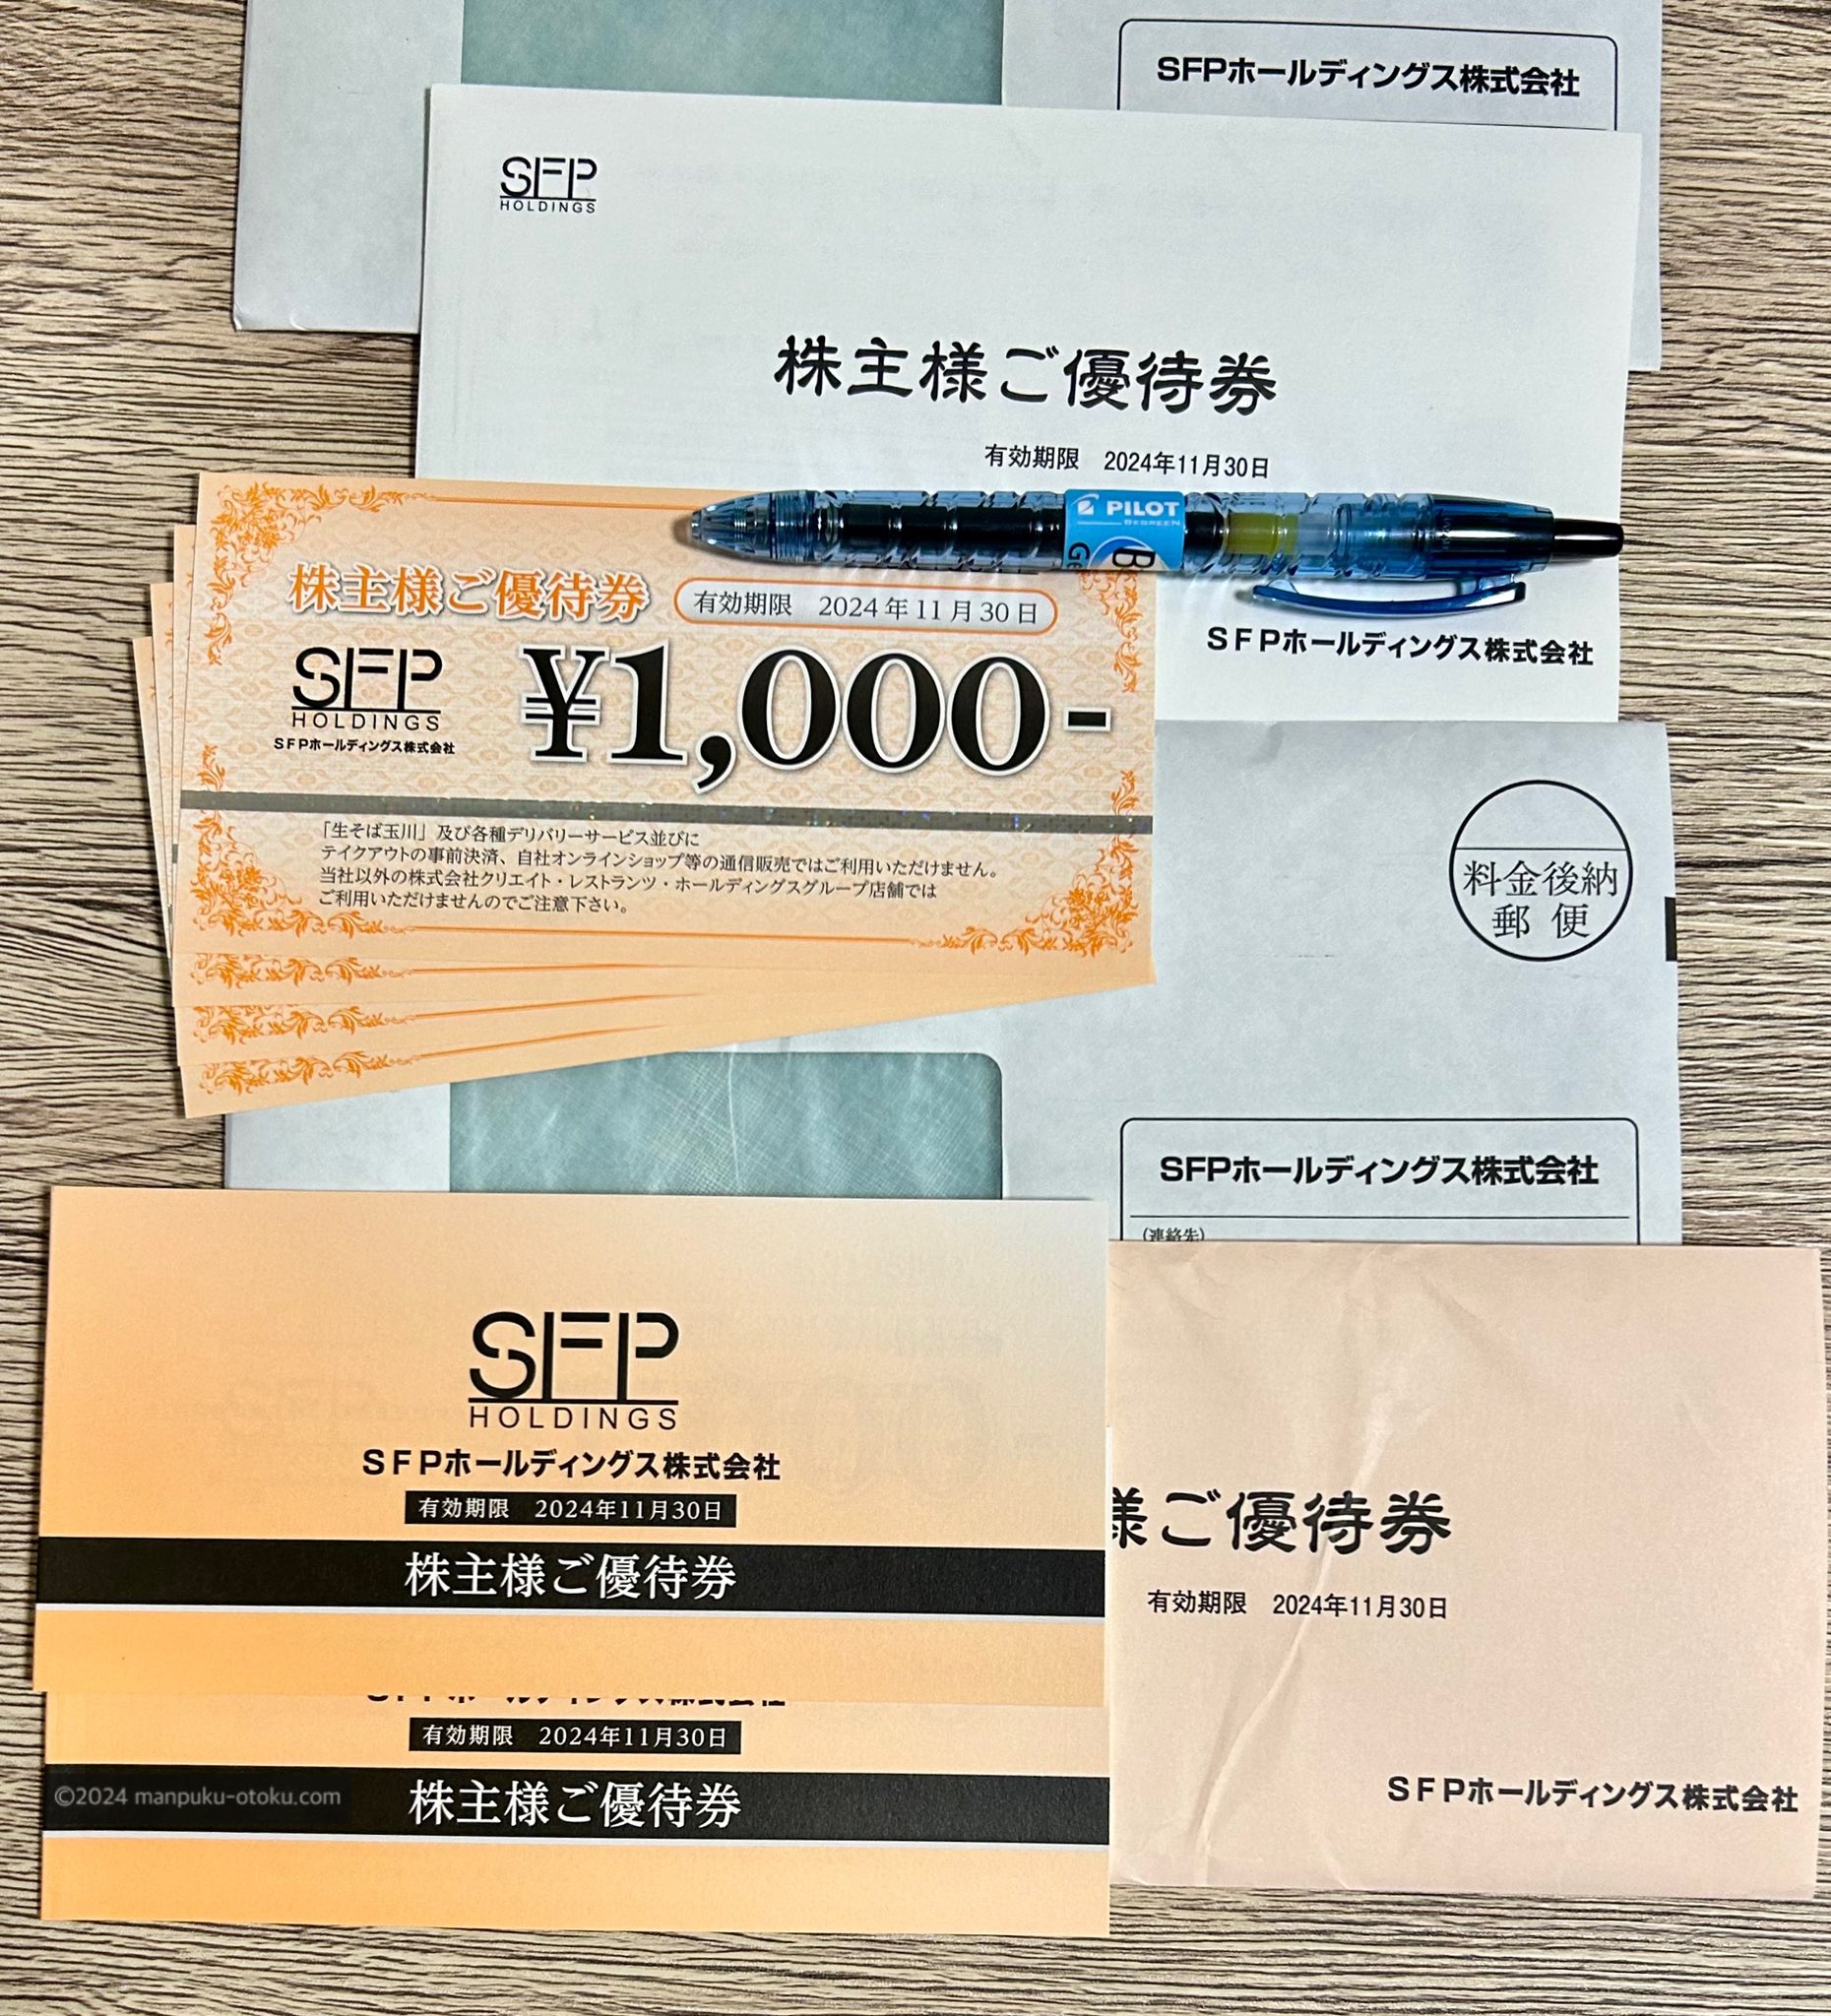 SFPホールディングス株式会社
SFP
HOLDINGS
株主様ご優待券
有効期限 2024年11月30日
PILOT
BEGREEN
B
Ge
SFPホールディングス株式会社
株主様ご優待券
有効期限 2024年11月30日
SFP
HOLDINGS
SFPホールディングス株式会社
¥1,000-
「生そば玉川」及び各種デリバリーサービス並びに
テイクアウトの事前決済、自社オンラインショップ等の通信販売ではご利用いただけません。
当社以外の株式会社クリエイト・レストランツ・ホールディングスグループ店舗では
ご利用いただけませんのでご注意下さい。
料金後納
郵便
SFPホールディングス株式会社
(連絡先)
SFP
HOLDINGS
SFPホールディングス株式会社
有効期限 2024年11月30日
株主様ご優待券
様ご優待券
有効期限 2024年11月30日
SFPホールディングス株式会社
SFPホールディングス株式会社
有効期限 2024年11月30日
株主様ご優待券
©2024 manpuku-otoku.com